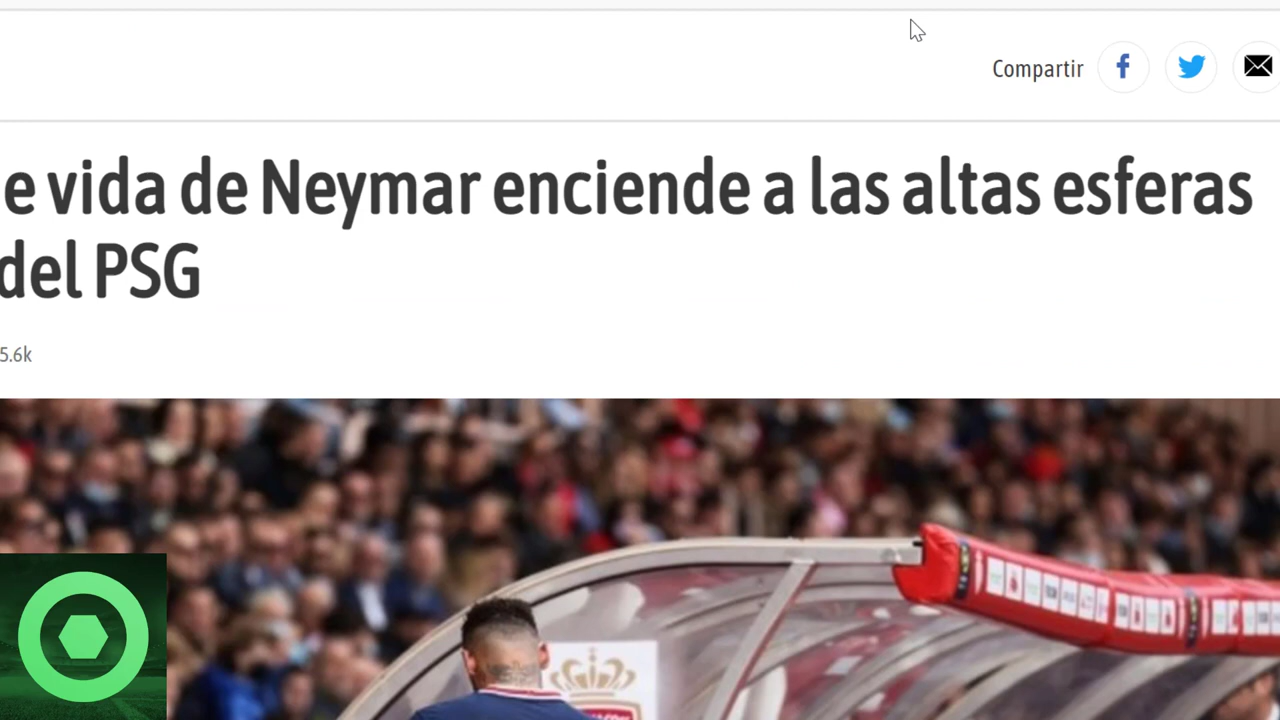 Compartir
e vida de Neymar enciende a las altas esferas
del PSG
5.6k